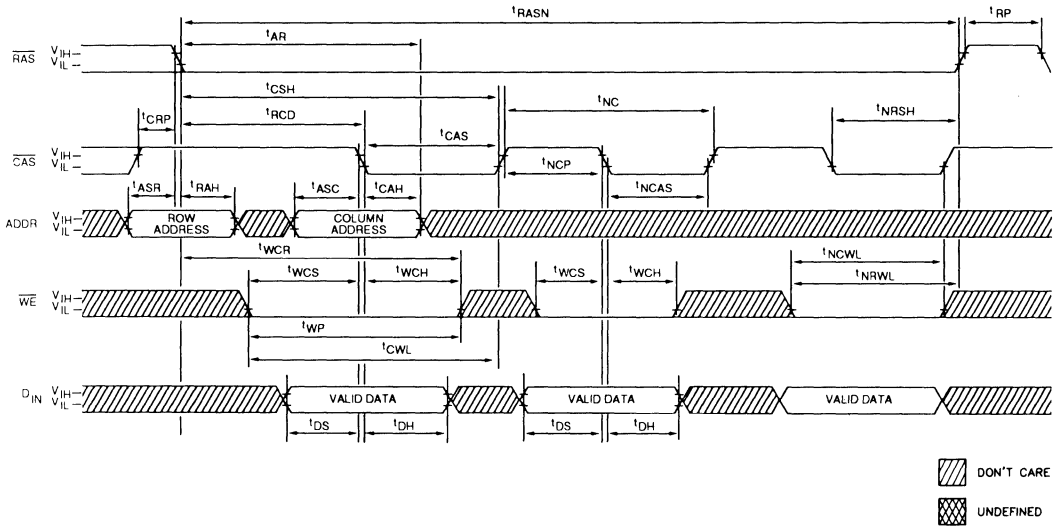 tRASN
tRP
tAR
RAS
VIH
VIL
tCSH
tNC
tCRP
tRCD
tCAS
tNRSH
CAS
VIH
VIL
tNCP
tNCAS
tASR
tRAH
tASC
tCAH
ADDR
VIH
VIL
ROW ADDRESS
COLUMN ADDRESS
tWCR
tNCWL
tWCS
tWCH
tWCS
tWCH
tNRWL
WE
VIH
VIL
tWP
tCWL
DIN
VIH
VIL
VALID DATA
VALID DATA
VALID DATA
tDS
tDH
tDS
tDH
DON'T CARE
UNDEFINED